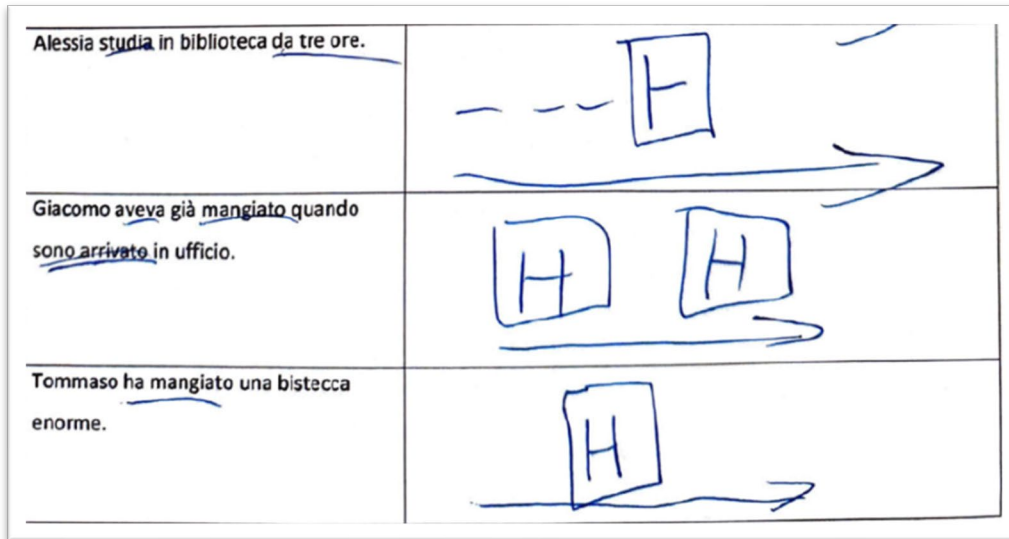 Alessia studia in biblioteca da tre ore.
H
Giacomo aveva già mangiato quando
sono arrivato in ufficio.
H H
Tommaso ha mangiato una bistecca
enorme.
H